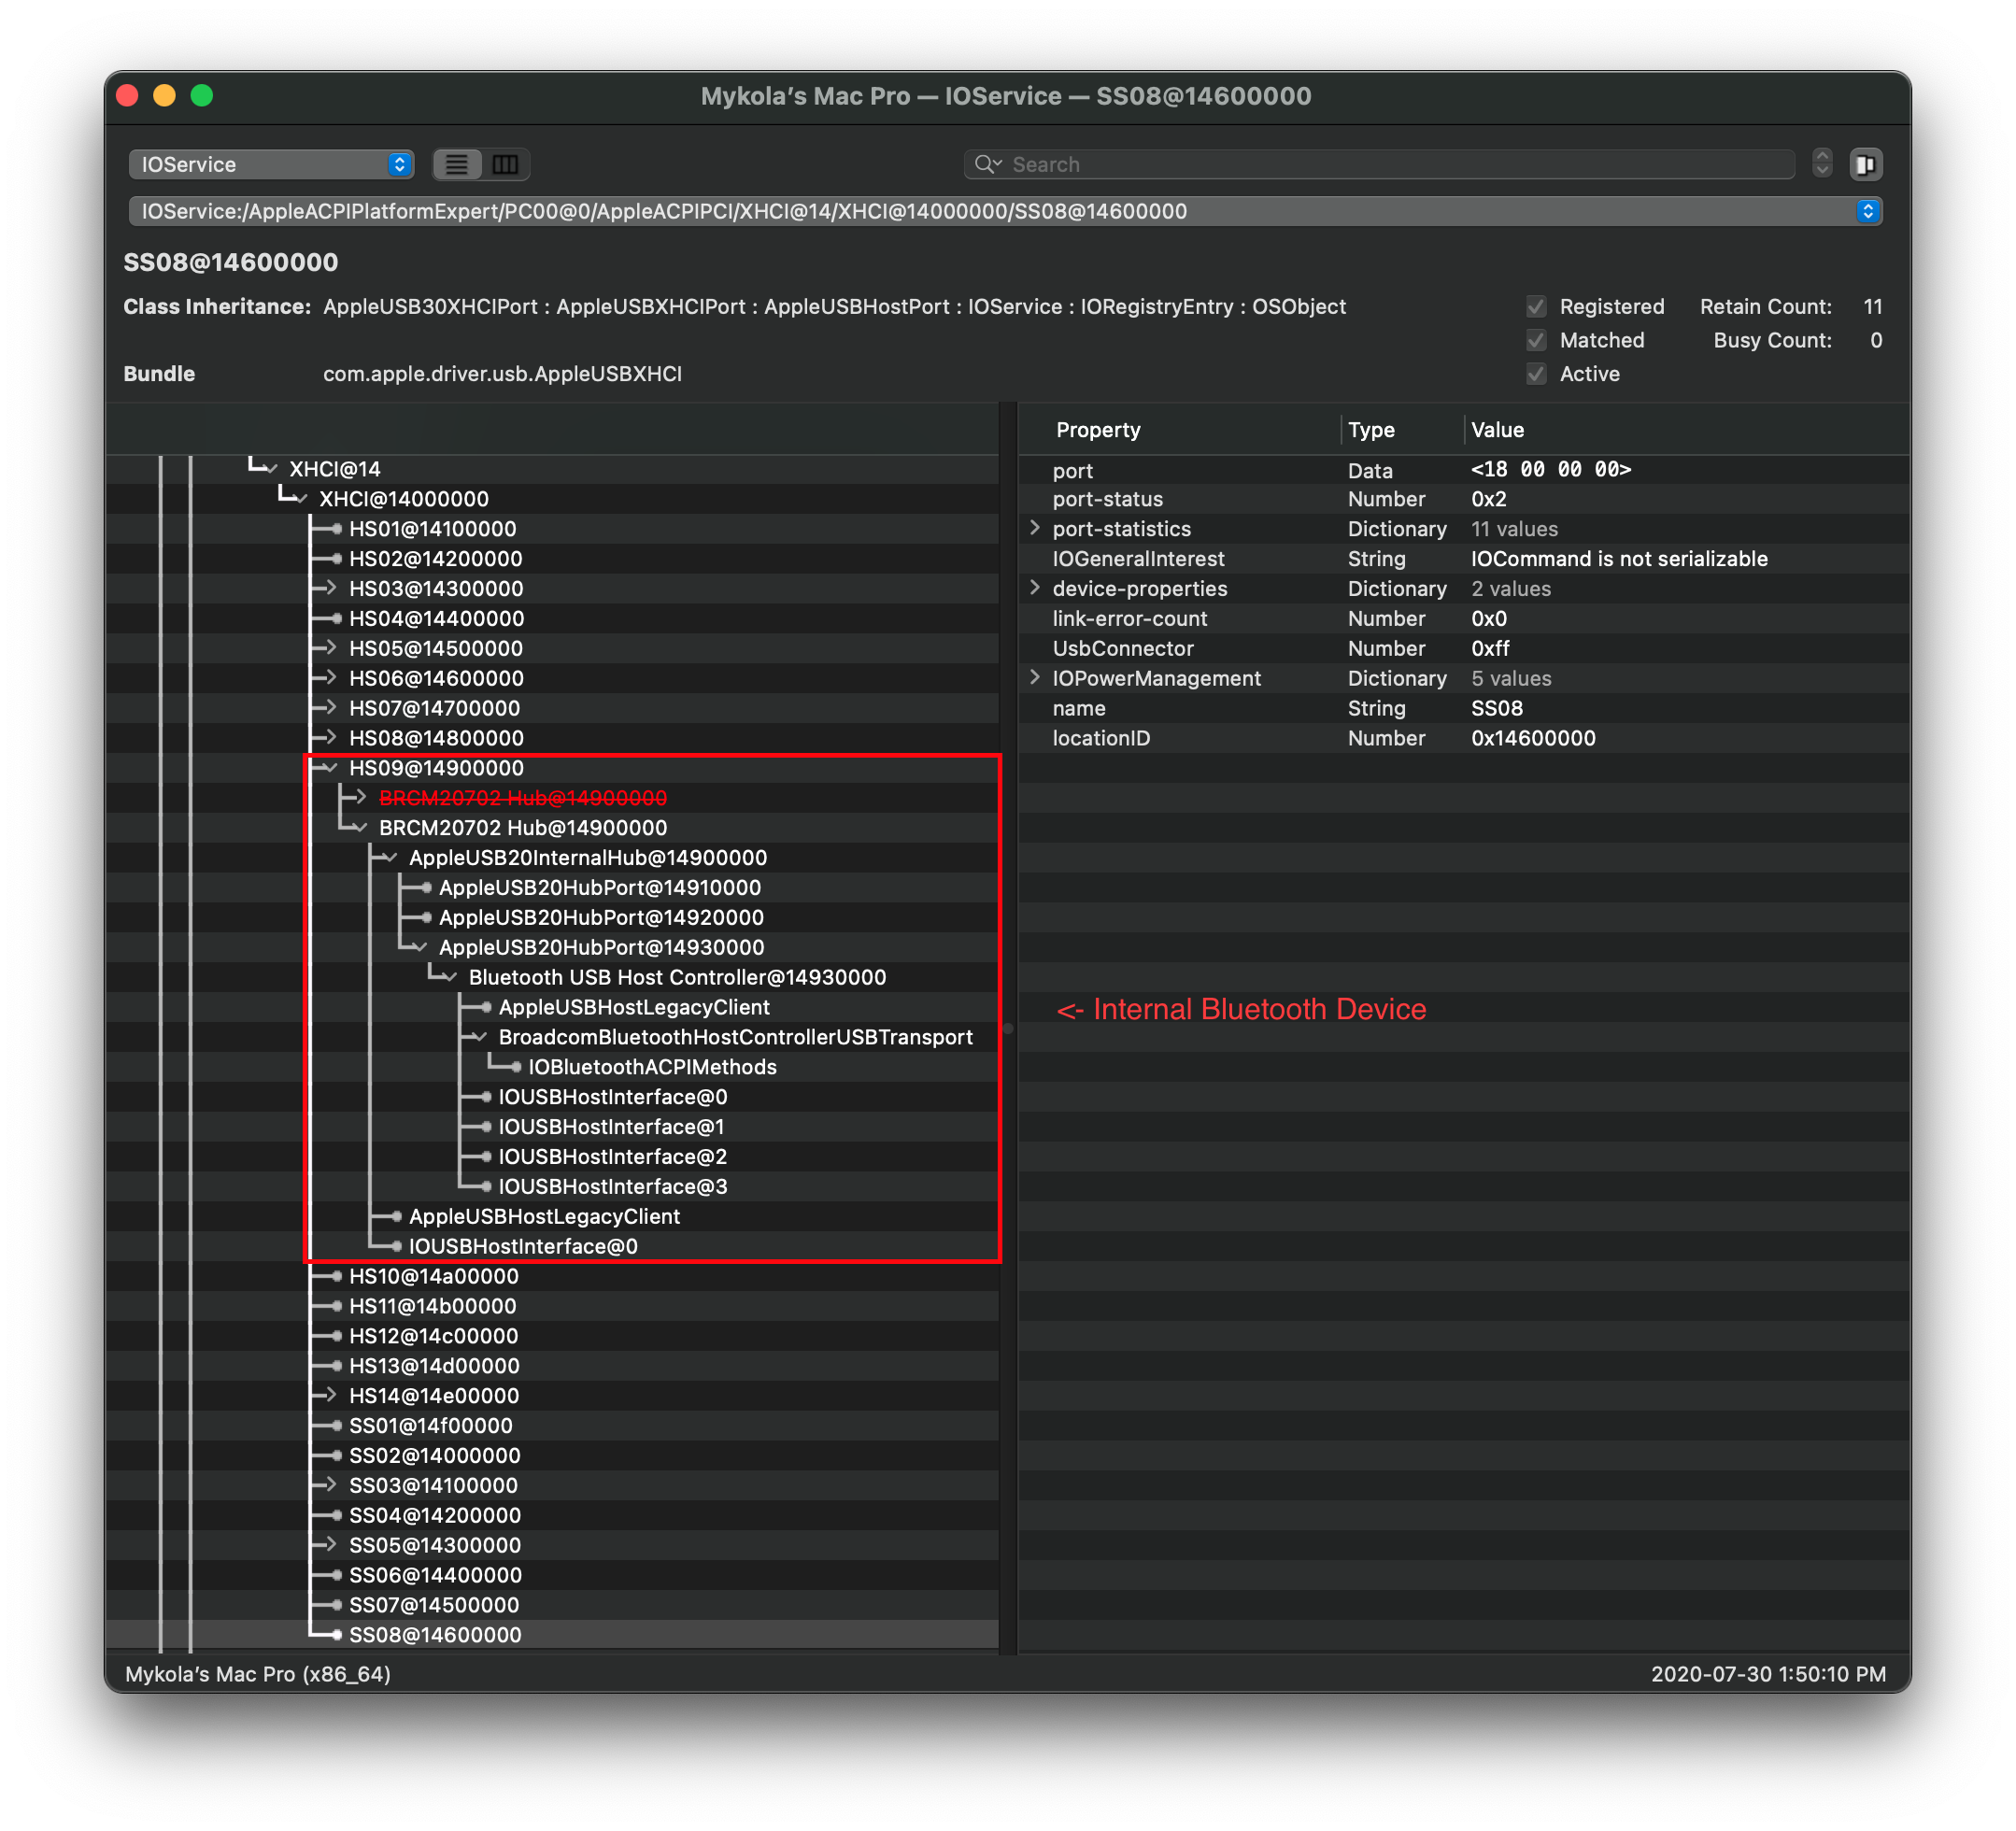 Mykola’s Mac Pro — IOService — SS08@14600000
IOService
Search
IOService:/AppleACPIPlatformExpert/PC00@0/AppleACPIPCI/XHCI@14/XHCI@14000000/SS08@14600000
SS08@14600000
Class Inheritance: AppleUSB30XHCIPort : AppleUSBXHCIPort : AppleUSBHostPort : IOService : IORegistryEntry : OSObject
Registered Retain Count: 11
Matched Busy Count: 0
Bundle com.apple.driver.usb.AppleUSBXHCI
Active
XHCI@14
XHCI@14000000
HS01@14100000
HS02@14200000
HS03@14300000
HS04@14400000
HS05@14500000
HS06@14600000
HS07@14700000
HS08@14800000
HS09@14900000
BRCM20702 Hub@14900000
BRCM20702 Hub@14900000
AppleUSB20InternalHub@14900000
AppleUSB20HubPort@14910000
AppleUSB20HubPort@14920000
AppleUSB20HubPort@14930000
Bluetooth USB Host Controller@14930000
AppleUSBHostLegacyClient
BroadcomBluetoothHostControllerUSBTransport
IOBluetoothACPIMethods
IOUSBHostInterface@0
IOUSBHostInterface@1
IOUSBHostInterface@2
IOUSBHostInterface@3
AppleUSBHostLegacyClient
IOUSBHostInterface@0
HS10@14a00000
HS11@14b00000
HS12@14c00000
HS13@14d00000
HS14@14e00000
SS01@14f00000
SS02@14000000
SS03@14100000
SS04@14200000
SS05@14300000
SS06@14400000
SS07@14500000
SS08@14600000
Property Type Value
port Data <18 00 00 00>
port-status Number 0x2
port-statistics Dictionary 11 values
IOGeneralInterest String IOCommand is not serializable
device-properties Dictionary 2 values
link-error-count Number 0x0
UsbConnector Number 0xff
IOPowerManagement Dictionary 5 values
name String SS08
locationID Number 0x14600000
<- Internal Bluetooth Device
Mykola’s Mac Pro (x86_64)
2020-07-30 1:50:10 PM